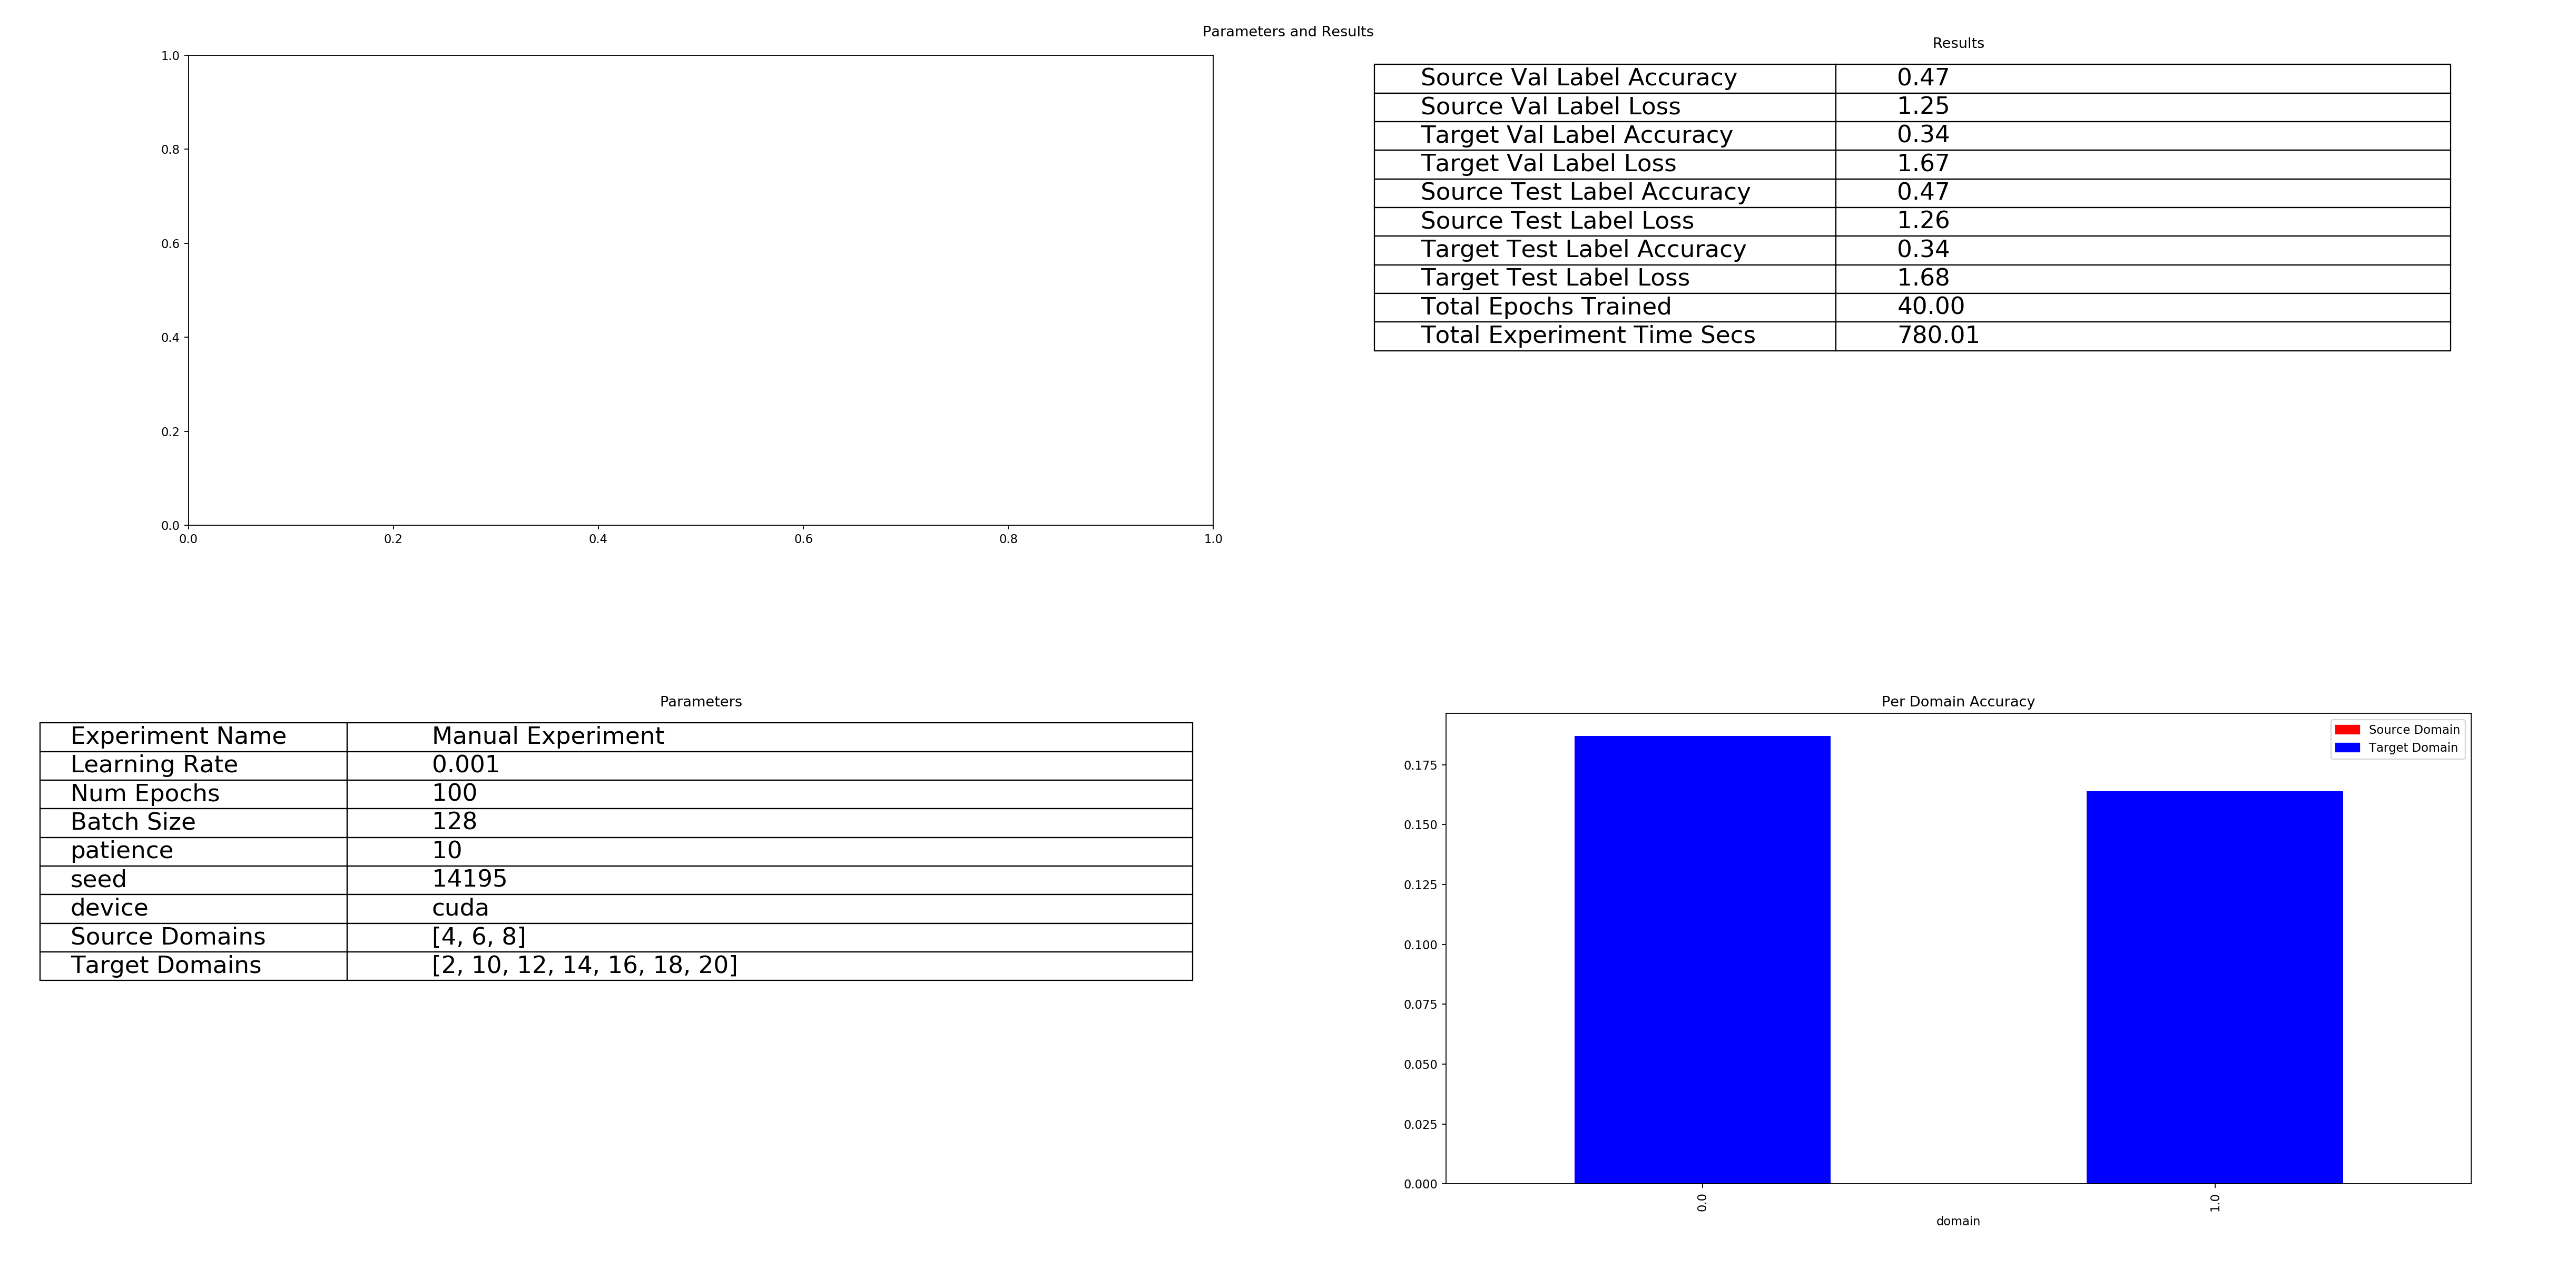 Parameters and Results
1.0
0.8
0.6
0.4
0.2
0.0
0.0 0.2 0.4 0.6 0.8 1.0
Results
Source Val Label Accuracy 0.47
Source Val Label Loss 1.25
Target Val Label Accuracy 0.34
Target Val Label Loss 1.67
Source Test Label Accuracy 0.47
Source Test Label Loss 1.26
Target Test Label Accuracy 0.34
Target Test Label Loss 1.68
Total Epochs Trained 40.00
Total Experiment Time Secs 780.01
Parameters
Experiment Name Manual Experiment
Learning Rate 0.001
Num Epochs 100
Batch Size 128
patience 10
seed 14195
device cuda
Source Domains [4, 6, 8]
Target Domains [2, 10, 12, 14, 16, 18, 20]
Per Domain Accuracy
Source Domain
Target Domain
0.175
0.150
0.125
0.100
0.075
0.050
0.025
0.000
0.0 1.0
domain